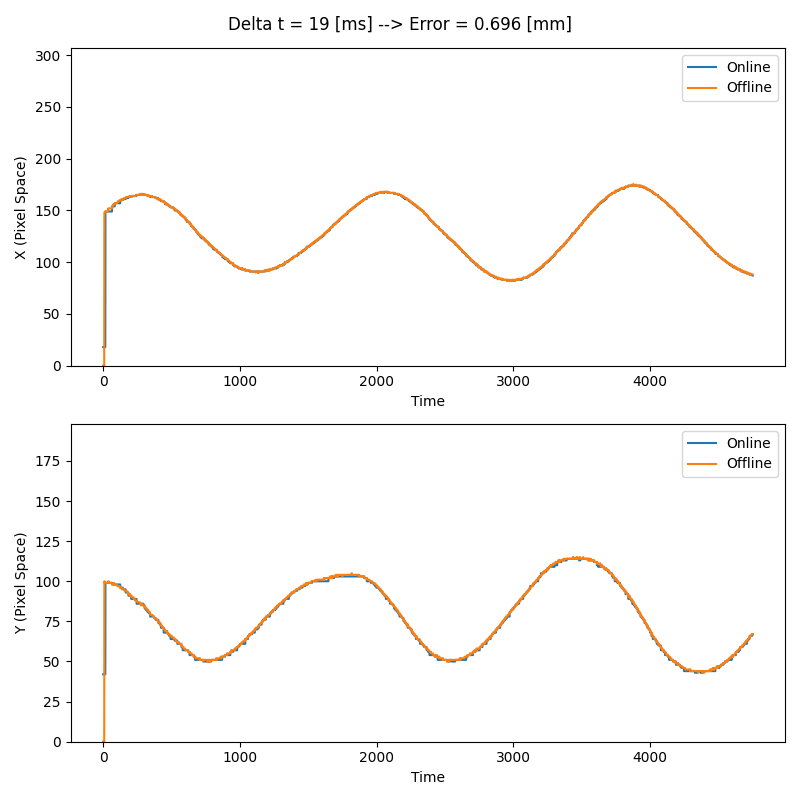 Delta t = 19 [ms] --> Error = 0.696 [mm]
300
250
200
150
100
50
0
X (Pixel Space)
Online
Offline
0 1000 2000 3000 4000
Time
175
150
125
100
75
50
25
0
Y (Pixel Space)
Online
Offline
0 1000 2000 3000 4000
Time